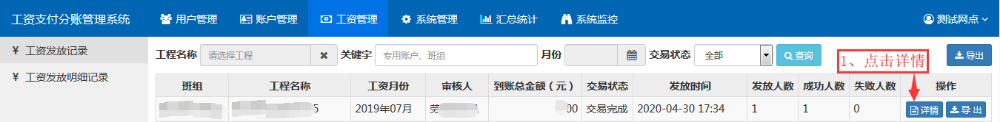 工资支付分账管理系统 用户管理 账户管理 工资管理 系统管理 汇总统计 系统监控 测试网点
¥ 工资发放记录
¥ 工资发放明细记录
工程名称 请选择工程 关键字 专用账户、班组 月份 交易状态 全部 查询 导出
1、点击详情
班组 工程名称 工资月份 审核人 到账总金额（元） 交易状态 发放时间 发放人数 成功人数 失败人数 操作
5 2019年07月 劳 00 交易完成 2020-04-30 17:34 1 1 0 详情 导出